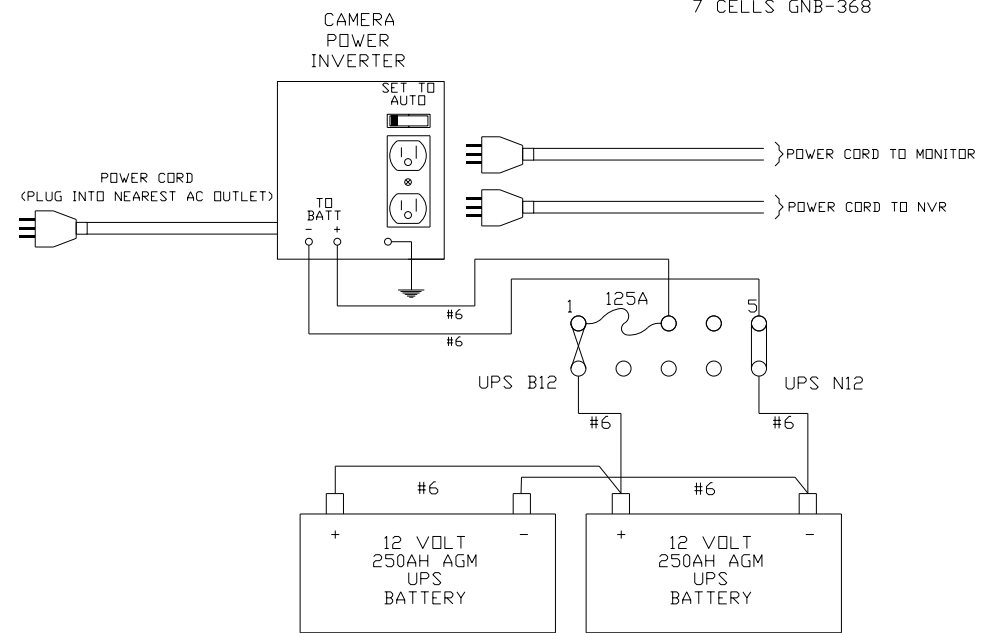 7 CELLS GNB-368
CAMERA
POWER
INVERTER
SET TO
AUTO
POWER CORD TO MONITOR
POWER CORD
(PLUG INTO NEAREST AC OUTLET)
TO
BATT
- +
POWER CORD TO NVR
#6
#6
1
125A
5
UPS B12
UPS N12
#6
#6
#6
#6
+ -
12 VOLT
250AH AGM
UPS
BATTERY
+ -
12 VOLT
250AH AGM
UPS
BATTERY